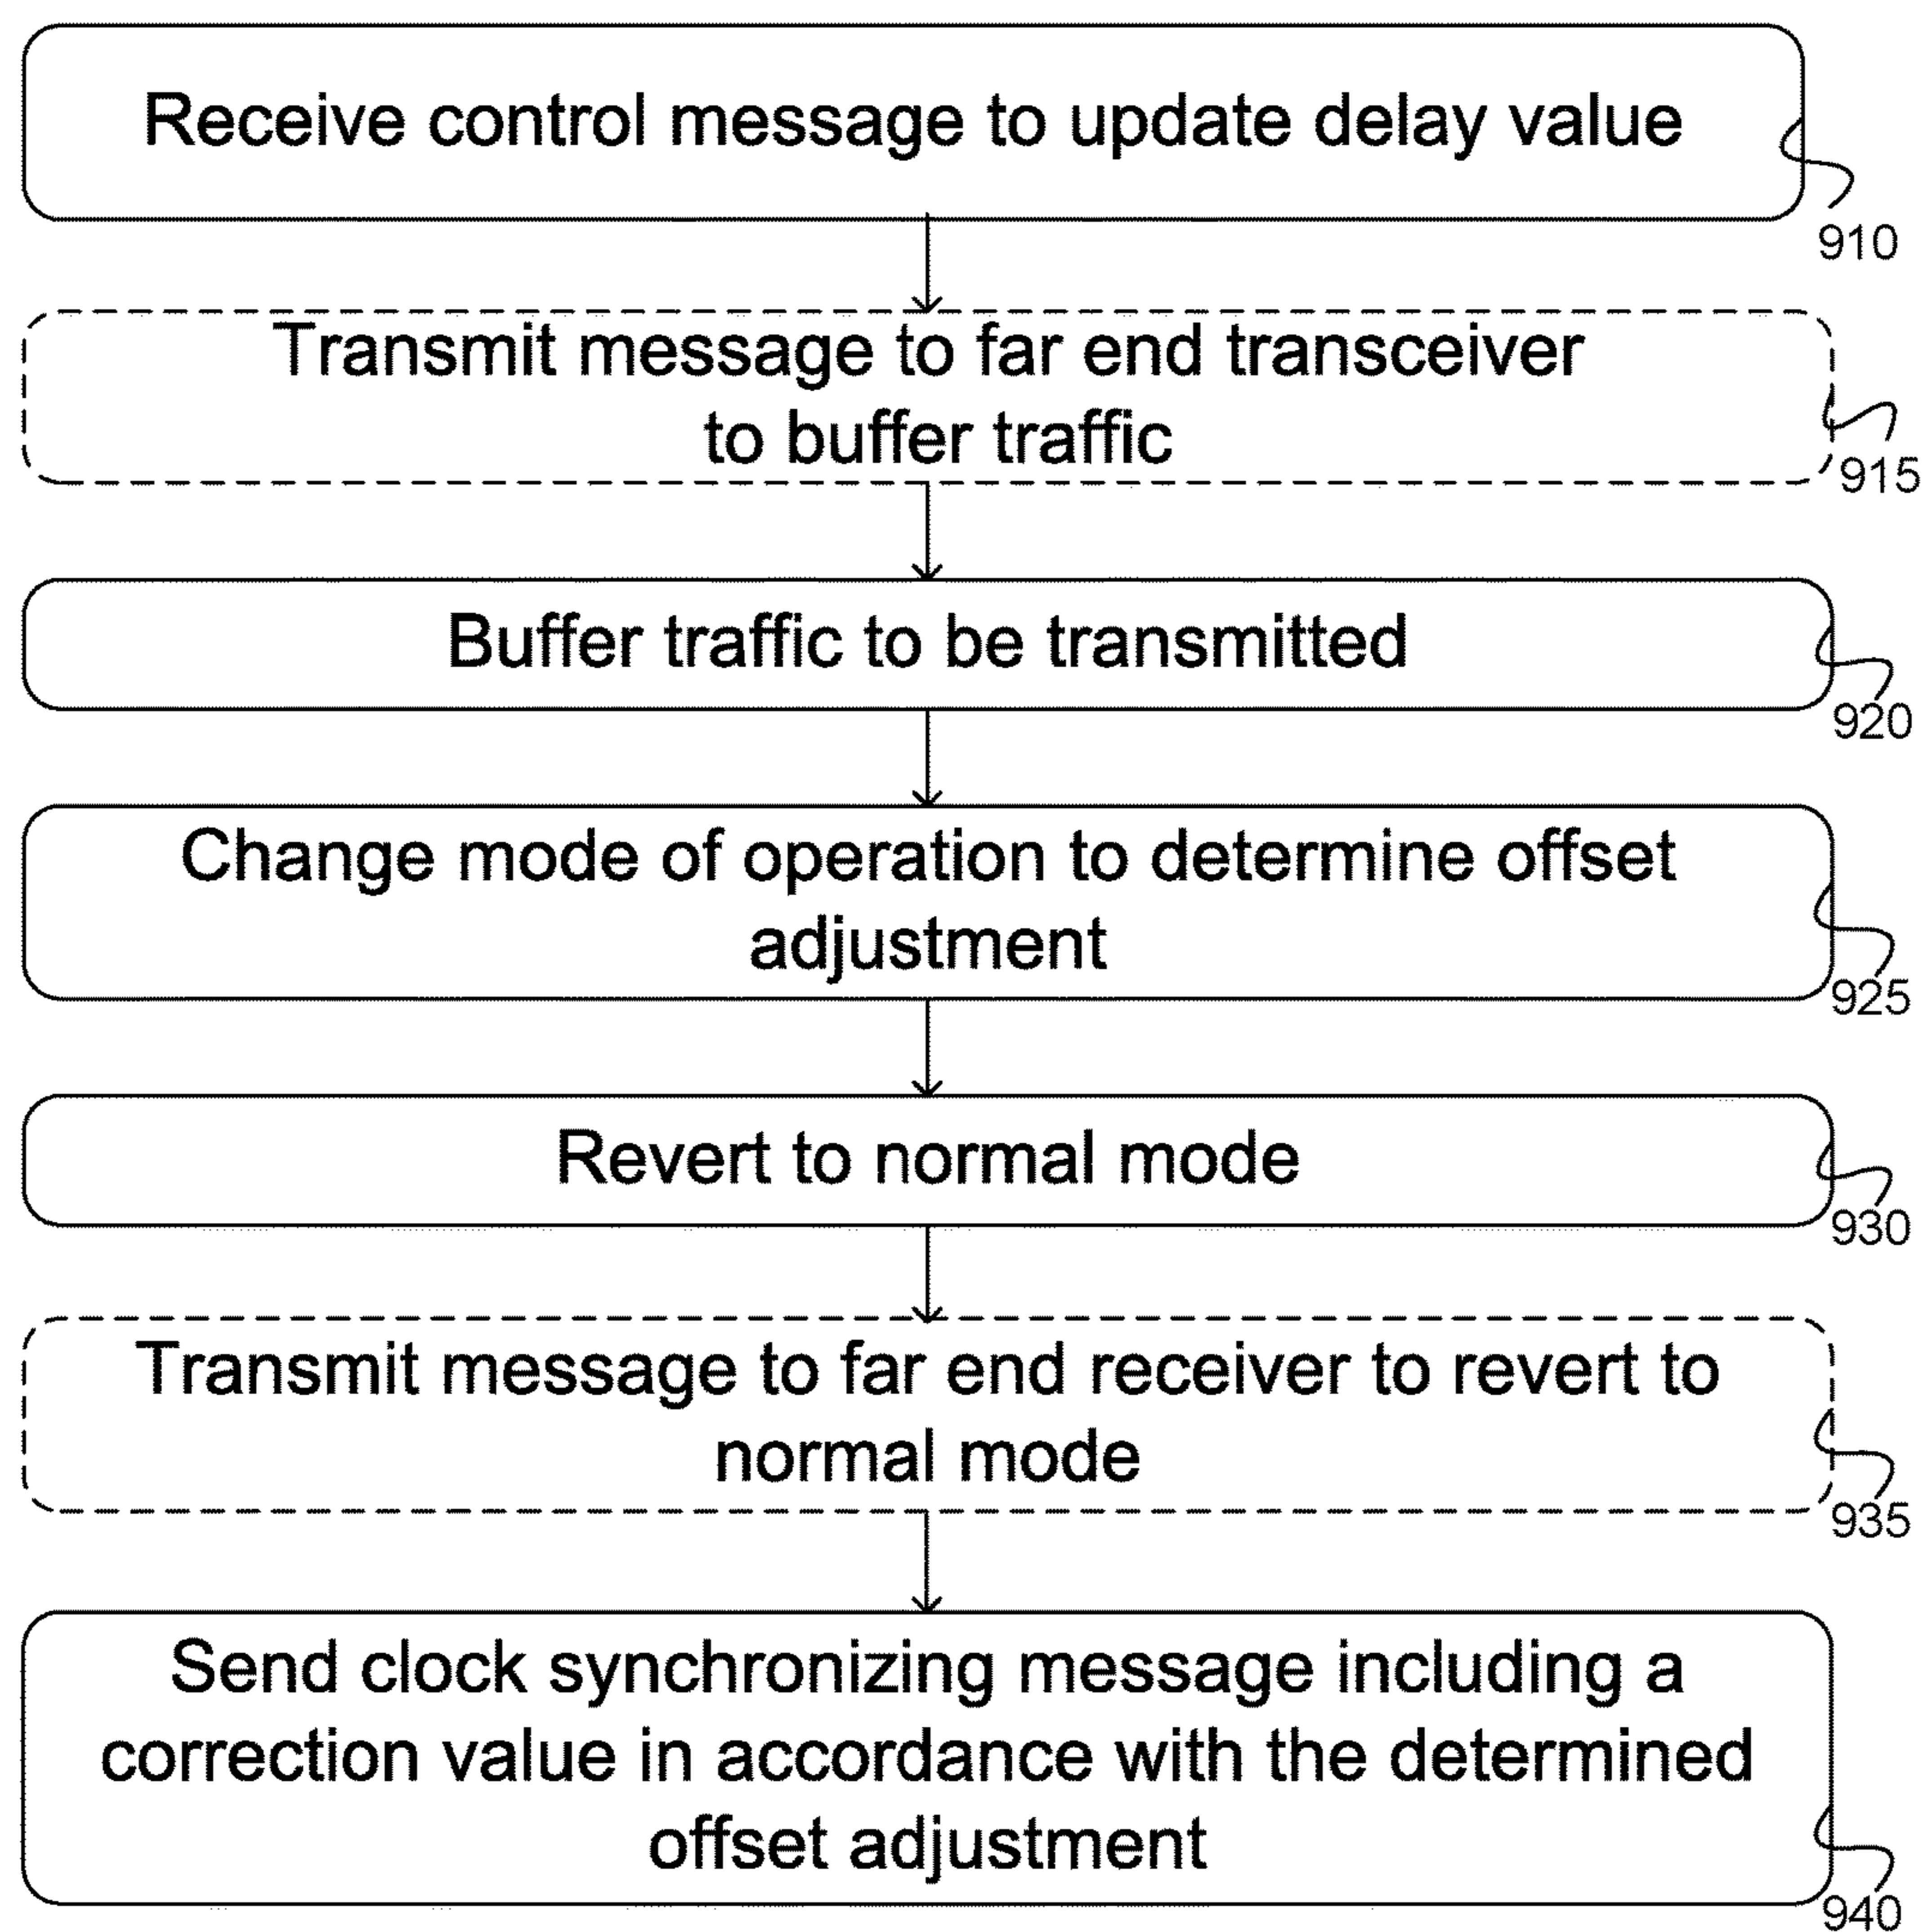 Receive control message to update delay value
910
Transmit message to far end transceiver
to buffer traffic
915
Buffer traffic to be transmitted
920
Change mode of operation to determine offset
adjustment
925
Revert to normal mode
930
Transmit message to far end receiver to revert to
normal mode
935
Send clock synchronizing message including a
correction value in accordance with the determined
offset adjustment
940